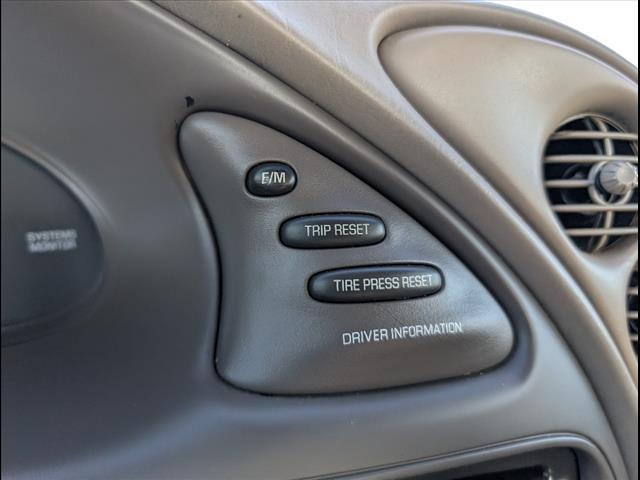 E/M
TRIP RESET
TIRE PRESS RESET
DRIVER INFORMATION
SYSTEMS
MONITOR